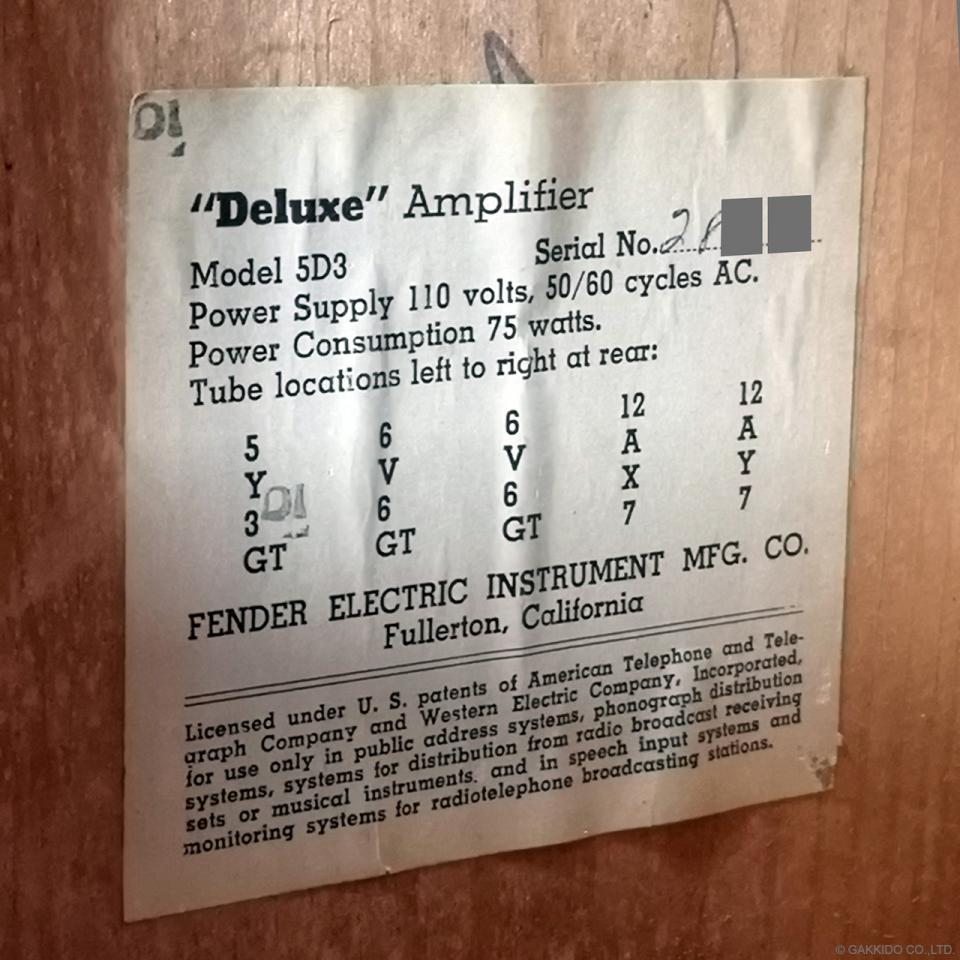 "Deluxe" Amplifier
Model 5D3 Serial No.
Power Supply 110 volts, 50/60 cycles AC.
Power Consumption 75 watts.
Tube locations left to right at rear:
5 6 6 12 12
Y V V A A
3 6 6 X Y
GT GT GT 7 7
FENDER ELECTRIC INSTRUMENT MFG. CO.
Fullerton, California
Licensed under U. S. patents of American Telephone and Tele-
graph Company and Western Electric Company, Incorporated,
for use only in public address systems, phonograph distribution
systems, systems for distribution from radio broadcast receiving
sets or musical instruments. and in speech input systems and
monitoring systems for radiotelephone broadcasting stations.
© GAKKIDO CO.,LTD.